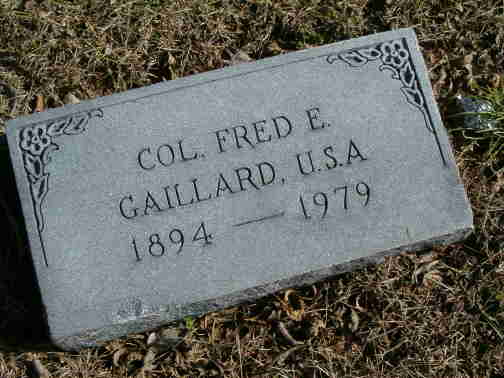 COL. FRED E.
GAILLARD, U.S.A
1894 — 1979